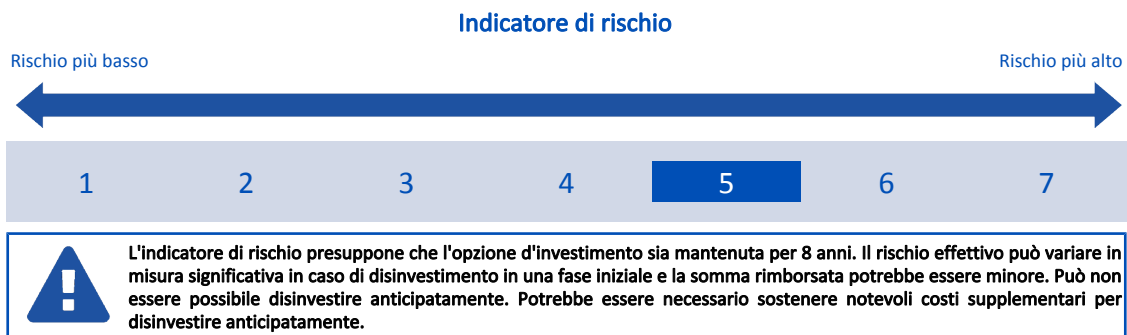 Indicatore di rischio
Rischio più basso Rischio più alto
1 2 3 4 5 6 7
L'indicatore di rischio presuppone che l'opzione d'investimento sia mantenuta per 8 anni. Il rischio effettivo può variare in
misura significativa in caso di disinvestimento in una fase iniziale e la somma rimborsata potrebbe essere minore. Può non
essere possibile disinvestire anticipatamente. Potrebbe essere necessario sostenere notevoli costi supplementari per
disinvestire anticipatamente.